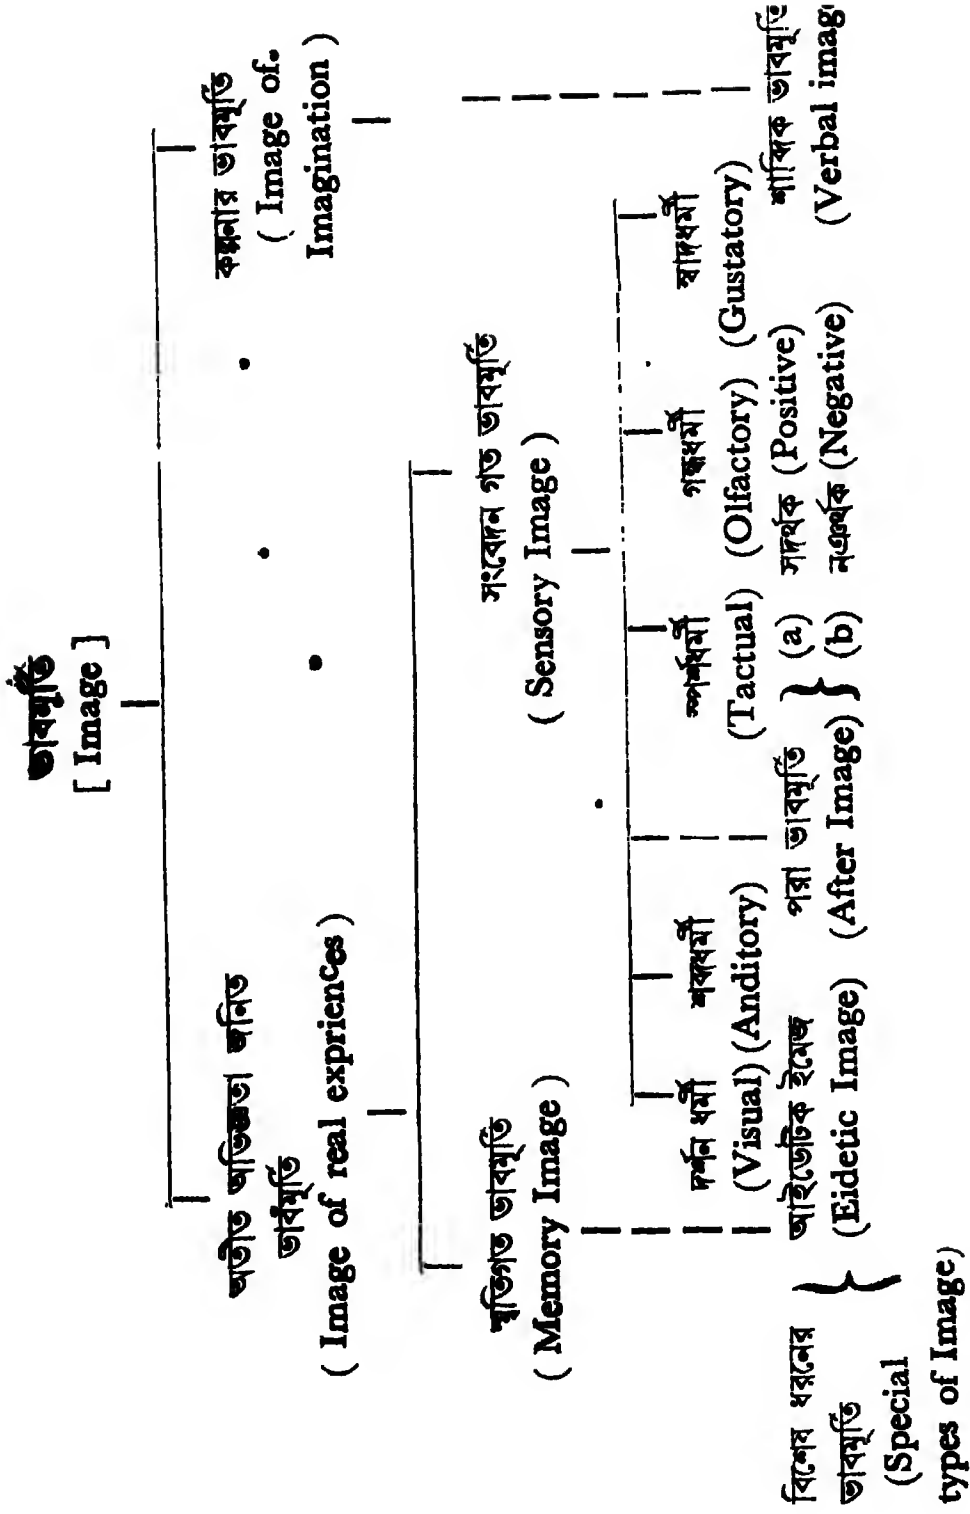 ভাবমূর্তি
[ Image ]
অতীত অভিজ্ঞতা জনিত
ভাবমূর্তি
( Image of real expriences )
কল্পনার ভাবমূর্তি
( Image of
Imagination )
স্মৃতিগত ভাবমূর্তি
( Memory Image )
সংবেদন গত ভাবমূর্তি
( Sensory Image )
দর্শন ধর্মী
(Visual)
শব্দধর্মী
(Anditory)
স্পর্শধর্মী
(Tactual)
গন্ধধর্মী
(Olfactory)
স্বাদধর্মী
(Gustatory)
বিশেষ ধরনের
ভাবমূর্তি
(Special
types of Image)
আইডেটিক ইমেজ
(Eidetic Image)
পরা ভাবমূর্তি
(After Image)
(a) সদর্থক (Positive)
(b) নঞর্থক (Negative)
শাব্দিক ভাবমূর্তি
(Verbal imag